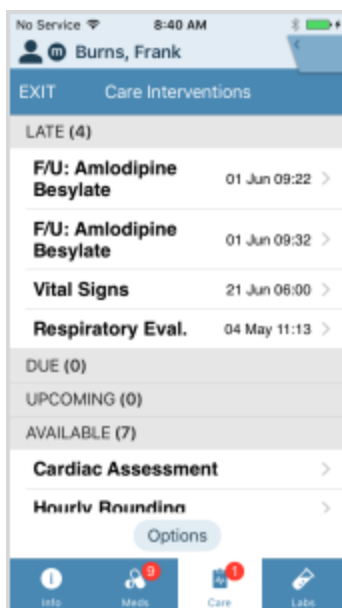 No Service 8:40 AM
m Burns, Frank
EXIT Care Interventions
LATE (4)
F/U: Amlodipine
Besylate 01 Jun 09:22
F/U: Amlodipine
Besylate 01 Jun 09:32
Vital Signs 21 Jun 06:00
Respiratory Eval. 04 May 11:13
DUE (0)
UPCOMING (0)
AVAILABLE (7)
Cardiac Assessment
Hourly Rounding
Options
9 1
Info Meds Care Labs